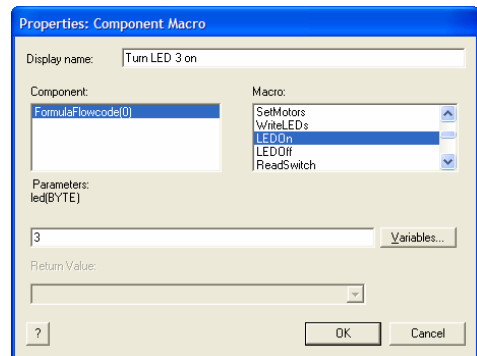 Properties: Component Macro
Display name: Turn LED 3 on
Component: Macro:
FormulaFlowcode(0) SetMotors
WriteLEDs
LEDOn
LEDOff
ReadSwitch
Parameters:
led(BYTE)
3 Variables...
Return Value:
? OK Cancel